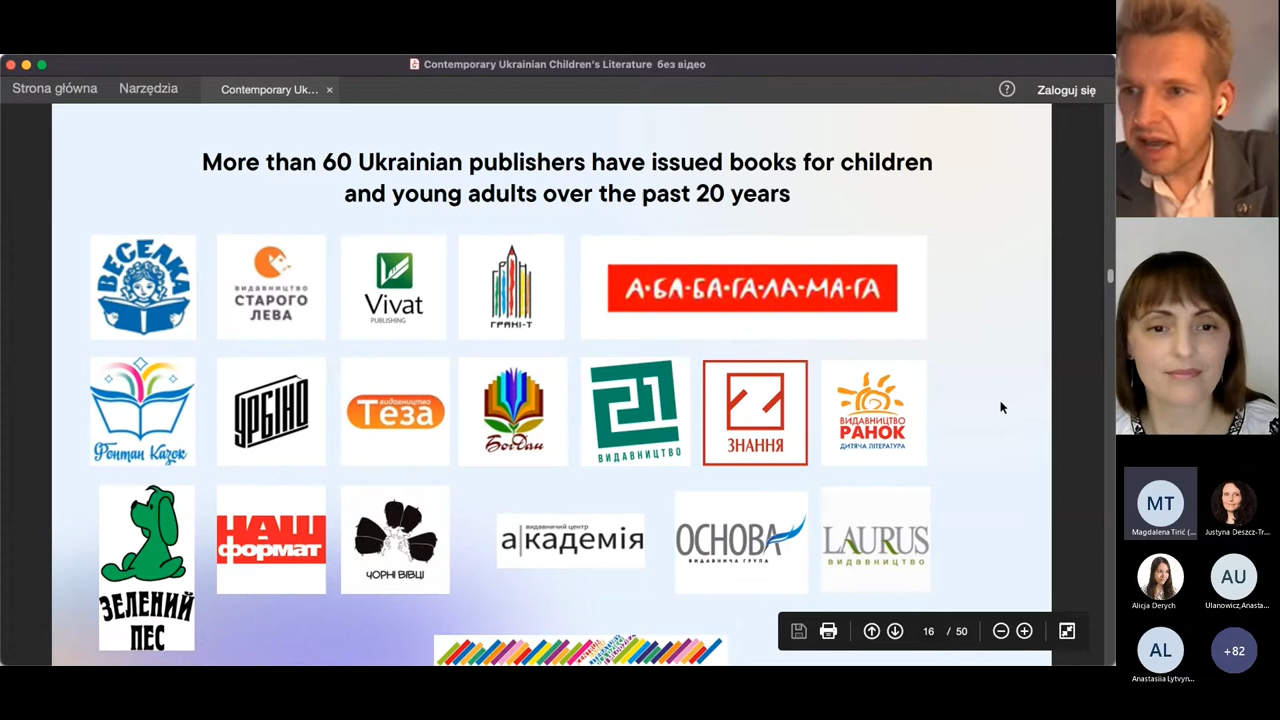 Contemporary Ukrainian Children's Literature без відео
Strona główna
Narzędzia
Contemporary Uk... ×
Zaloguj się
More than 60 Ukrainian publishers have issued books for children
and young adults over the past 20 years
ВЕСЕЛКА
ВИДАВНИЦТВО
СТАРОГО
ЛЕВА
Vivat
PUBLISHING
ГРАНІ-Т
А-БА-БА-ГА-ЛА-МА-ГА
Фонтан Казок
УРБІНО
видавництво
Теза
Богдан
21
ВИДАВНИЦТВО
ЗНАННЯ
ВИДАВНИЦТВО
РАНОК
ДИТЯЧА ЛІТЕРАТУРА
ЗЕЛЕНИЙ
ПЕС
НАШ
формат
ЧОРНІ ВІВЦІ
видавничий центр
а|кадемія
ОСНОВА
ВИДАВНИЧА ГРУПА
LAURUS
ВИДАВНИЦТВО
16 / 50
MT
Magdalena Tirić (...
Justyna Deszcz-Tr...
Alicja Derych
AU
Ulanowicz,Anasta...
AL
Anastasiia Lytvyn...
+82